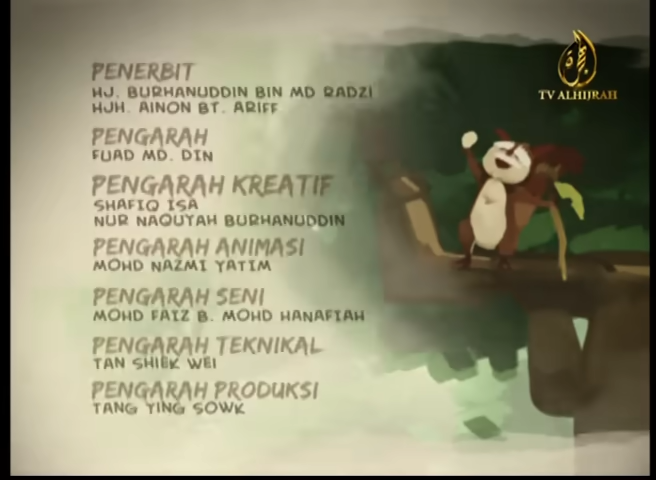 PENERBIT
HJ. BURHANUDDIN BIN MD RADZI
HJH. AINON BT. ARIFF
PENGARAH
FUAD MD. DIN
PENGARAH KREATIF
SHAFIQ ISA
NUR NAQUYAH BURHANUDDIN
PENGARAH ANIMASI
MOHD NAZMI YATIM
PENGARAH SENI
MOHD FAIZ B. MOHD HANAFIAH
PENGARAH TEKNIKAL
TAN SHIEK WEI
PENGARAH PRODUKSI
TANG YING SOWK
TV ALHIJRAH